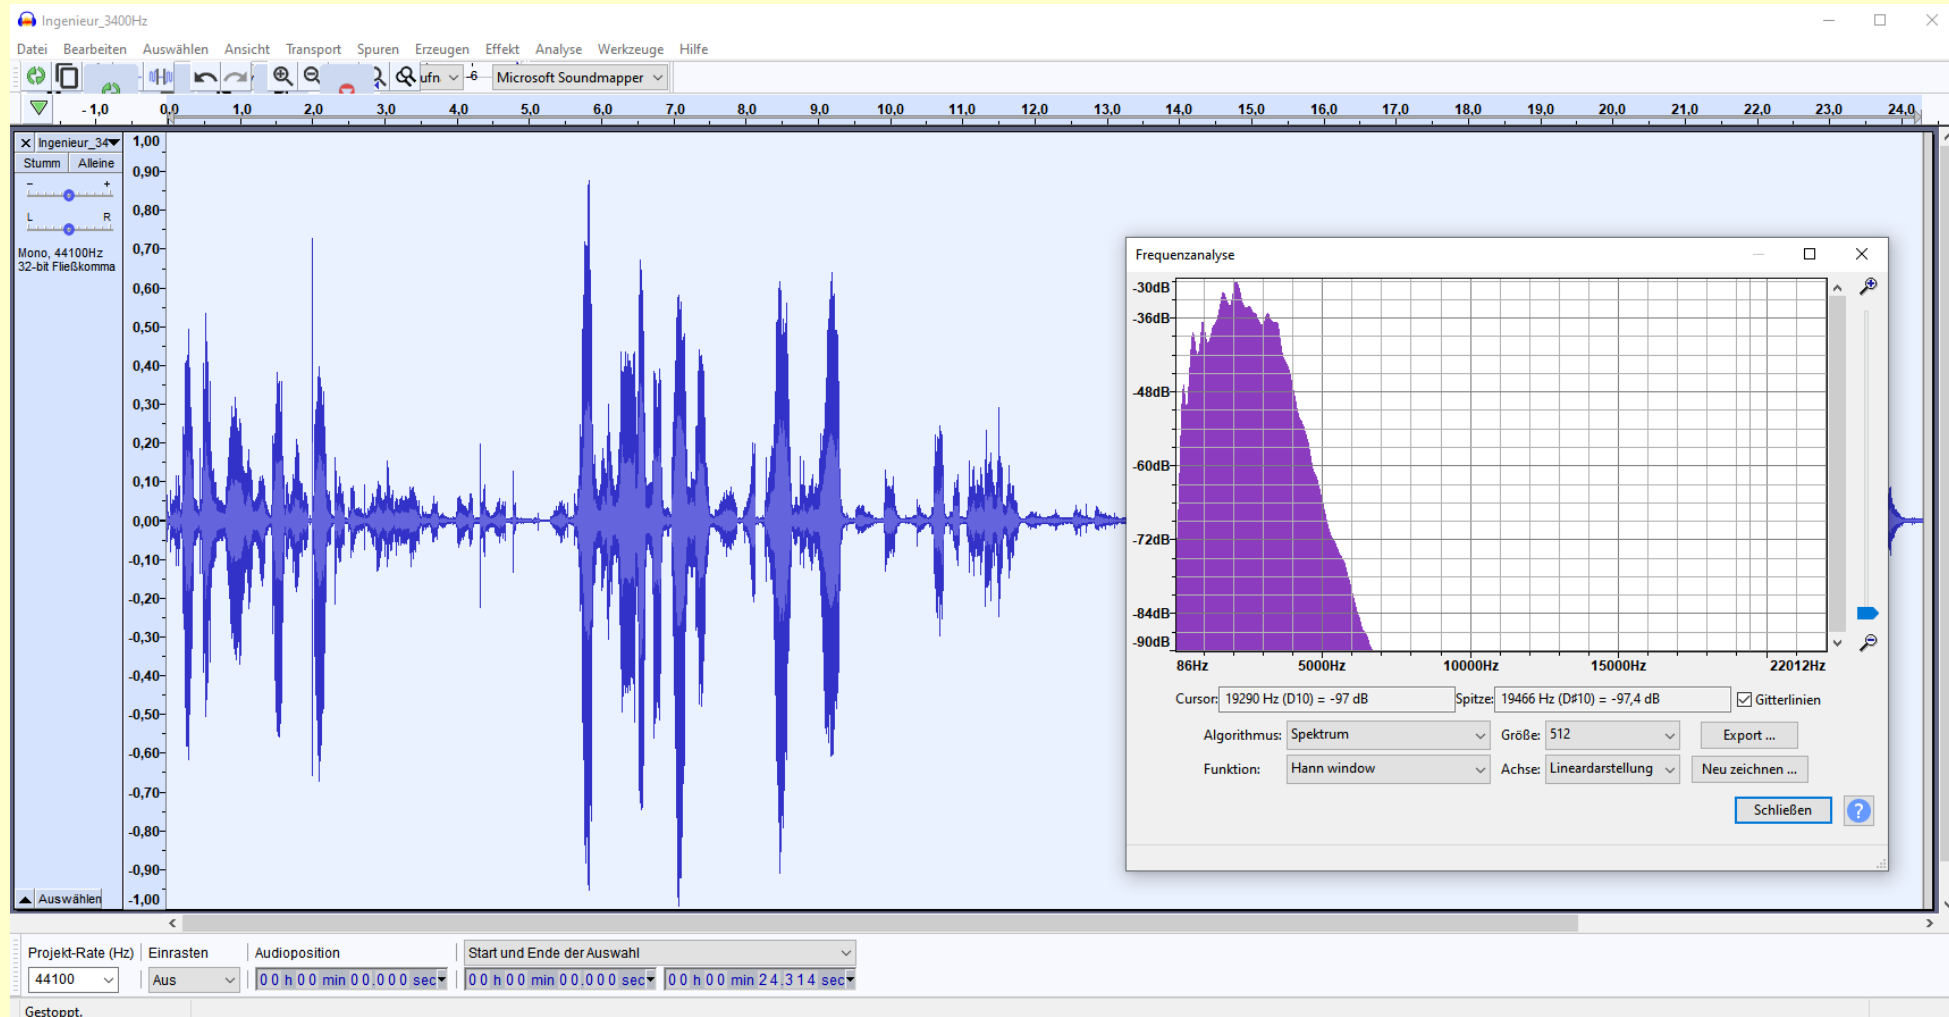 Ingenieur_3400Hz
Datei Bearbeiten Auswählen Ansicht Transport Spuren Erzeugen Effekt Analyse Werkzeuge Hilfe
ufn -6 Microsoft Soundmapper
-1,0 0,0 1,0 2,0 3,0 4,0 5,0 6,0 7,0 8,0 9,0 10,0 11,0 12,0 13,0 14,0 15,0 16,0 17,0 18,0 19,0 20,0 21,0 22,0 23,0 24,0
Ingenieur_34
Stumm Alleine
- +
L R
Mono, 44100Hz
32-bit Fließkomma
Auswählen
1,00
0,90
0,80
0,70
0,60
0,50
0,40
0,30
0,20
0,10
0,00
-0,10
-0,20
-0,30
-0,40
-0,50
-0,60
-0,70
-0,80
-0,90
-1,00
Frequenzanalyse
-30dB
-36dB
-48dB
-60dB
-72dB
-84dB
-90dB
86Hz 5000Hz 10000Hz 15000Hz 22012Hz
Cursor: 19290 Hz (D10) = -97 dB Spitze: 19466 Hz (D#10) = -97,4 dB Gitterlinien
Algorithmus: Spektrum Größe: 512 Export ...
Funktion: Hann window Achse: Lineardarstellung Neu zeichnen ...
Schließen ?
Projekt-Rate (Hz) Einrasten Audioposition Start und Ende der Auswahl
44100 Aus 00 h 00 min 00.000 sec 00 h 00 min 00.000 sec 00 h 00 min 24.314 sec
Gestoppt.